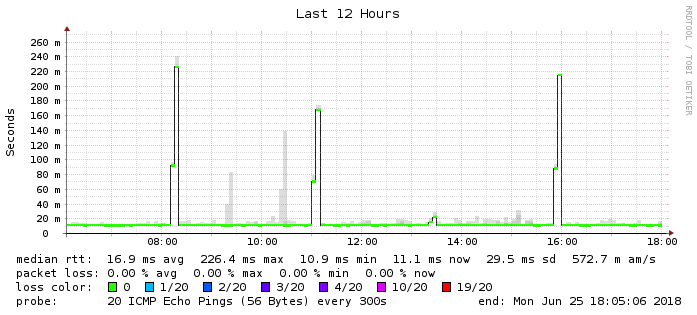 Last 12 Hours
RRDTOOL / TOBI OETIKER
Seconds
260 m
240 m
220 m
200 m
180 m
160 m
140 m
120 m
100 m
80 m
60 m
40 m
20 m
0
08:00 10:00 12:00 14:00 16:00 18:00
median rtt: 16.9 ms avg 226.4 ms max 10.9 ms min 11.1 ms now 29.5 ms sd 572.7 m am/s
packet loss: 0.00 % avg 0.00 % max 0.00 % min 0.00 % now
loss color: 0 1/20 2/20 3/20 4/20 10/20 19/20
probe: 20 ICMP Echo Pings (56 Bytes) every 300s end: Mon Jun 25 18:05:06 2018